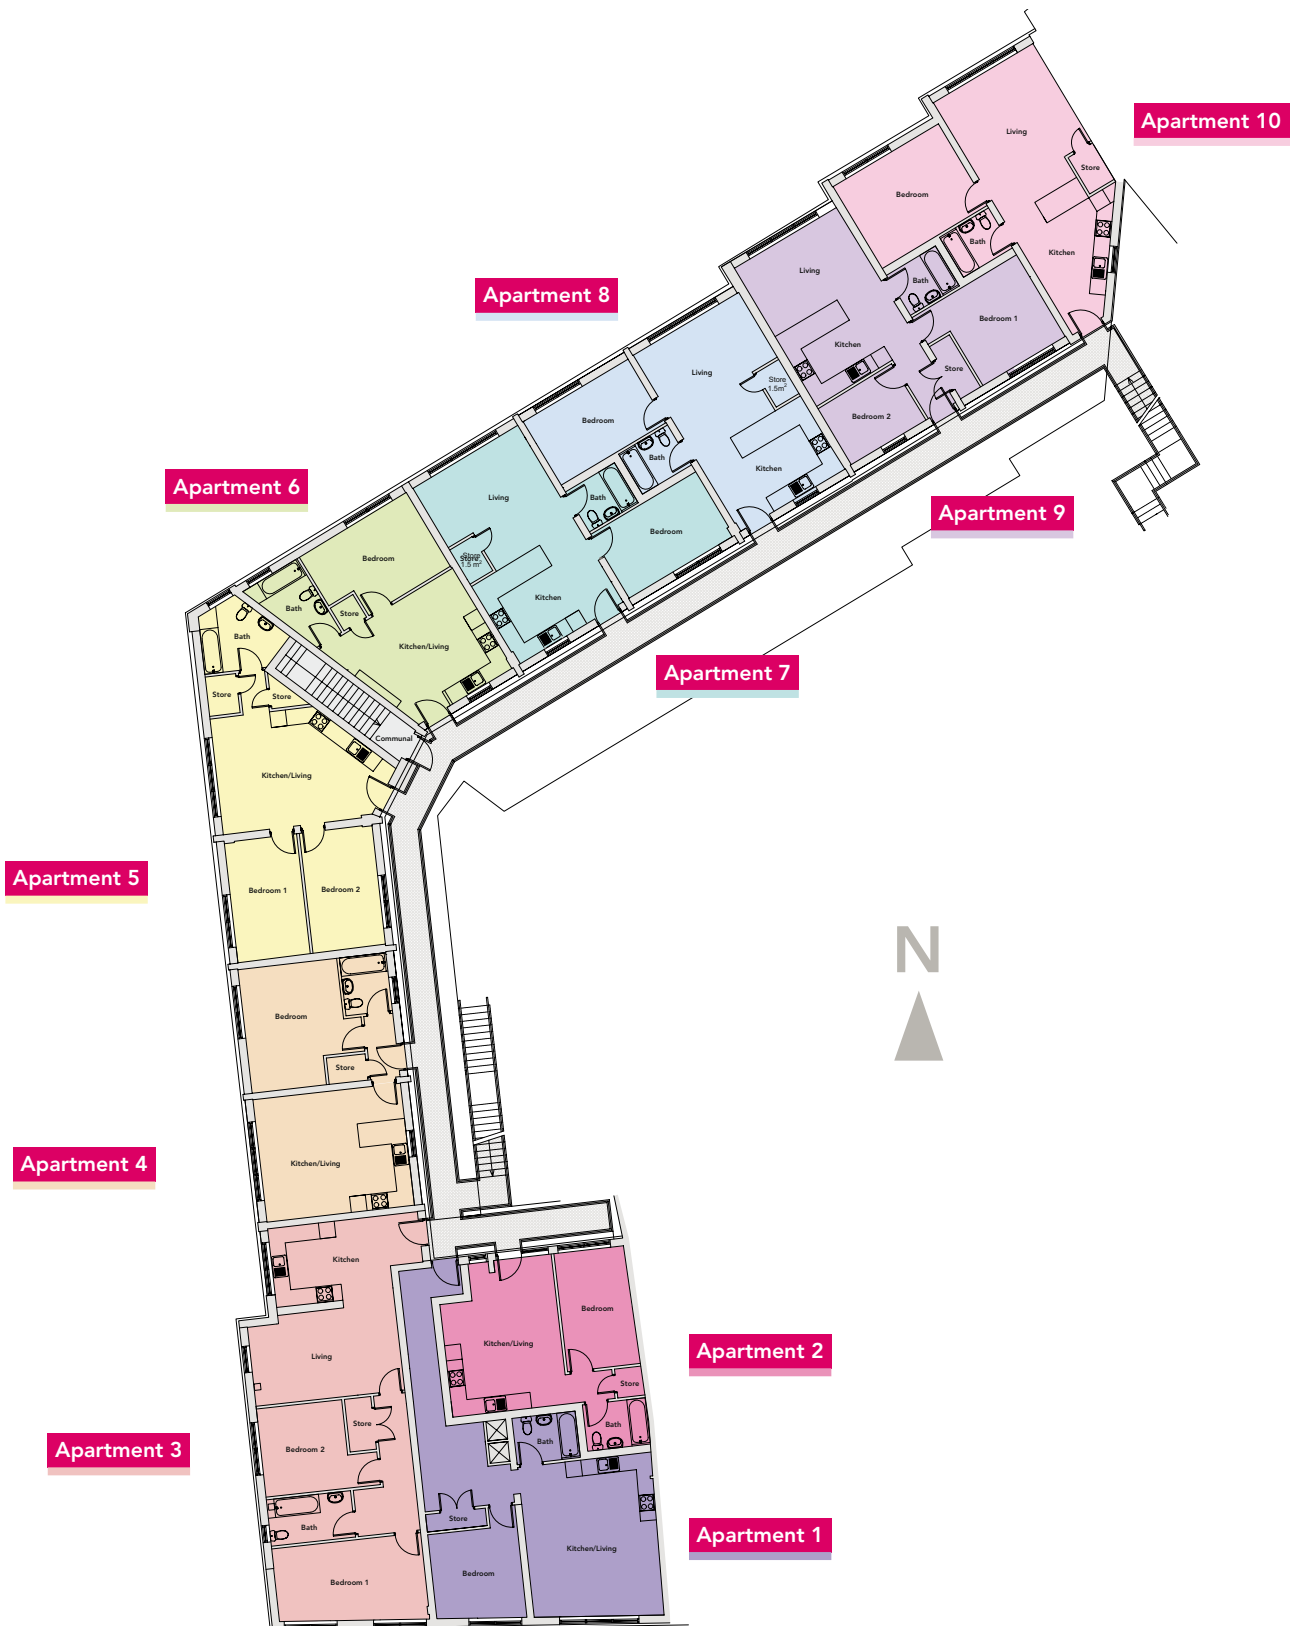 Apartment 10
Living
Store
Bedroom
Bath
Kitchen
Apartment 9
Living
Bath
Bedroom 1
Kitchen
Store
Bedroom 2
Apartment 8
Living
Store
1.5m²
Bedroom
Bath
Kitchen
Apartment 7
Living
Bath
Store
Store
1.5 m²
Bedroom
Kitchen
Apartment 6
Bedroom
Bath
Store
Kitchen/Living
Communal
Apartment 5
Bath
Store
Store
Kitchen/Living
Bedroom 1
Bedroom 2
N
Apartment 4
Bedroom
Store
Kitchen/Living
Apartment 3
Kitchen
Living
Store
Bedroom 2
Bath
Bedroom 1
Apartment 2
Bedroom
Kitchen/Living
Store
Bath
Apartment 1
Bath
Store
Kitchen/Living
Bedroom